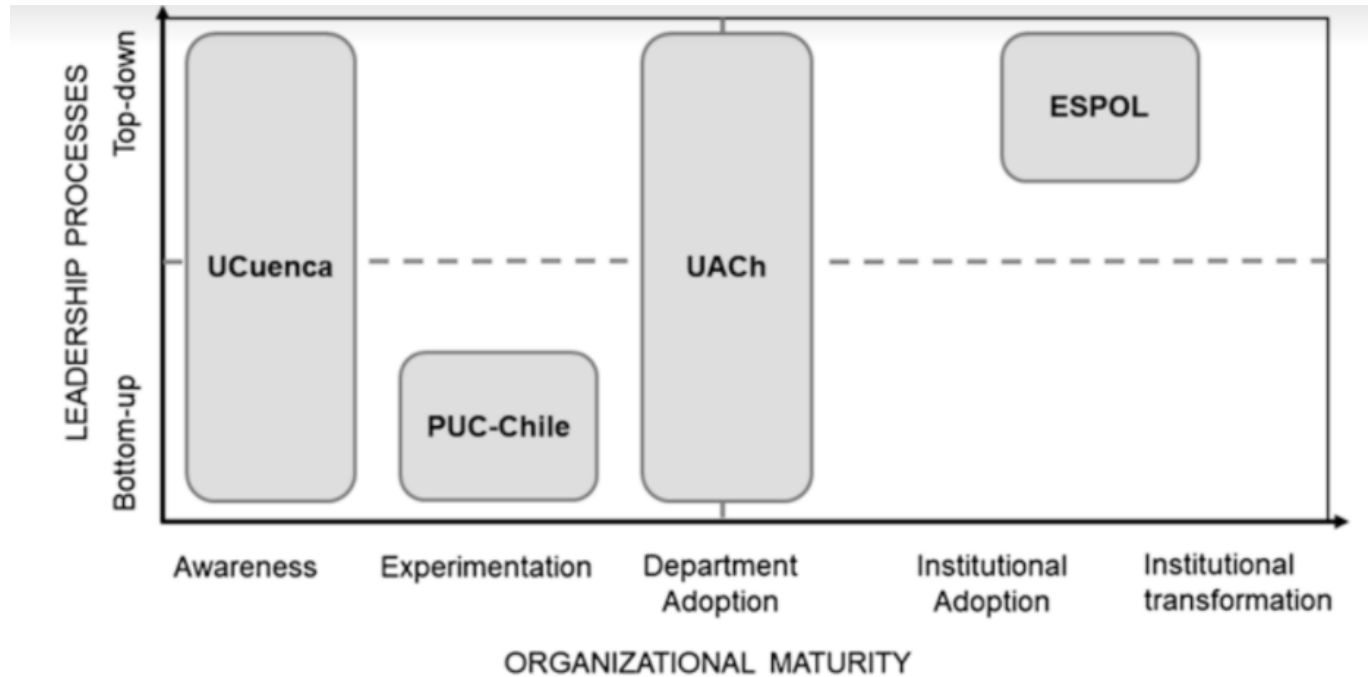 LEADERSHIP PROCESSES
Top-down
Bottom-up
UCuenca
PUC-Chile
UACh
ESPOL
Awareness
Experimentation
Department
Adoption
Institutional
Adoption
Institutional
transformation
ORGANIZATIONAL MATURITY